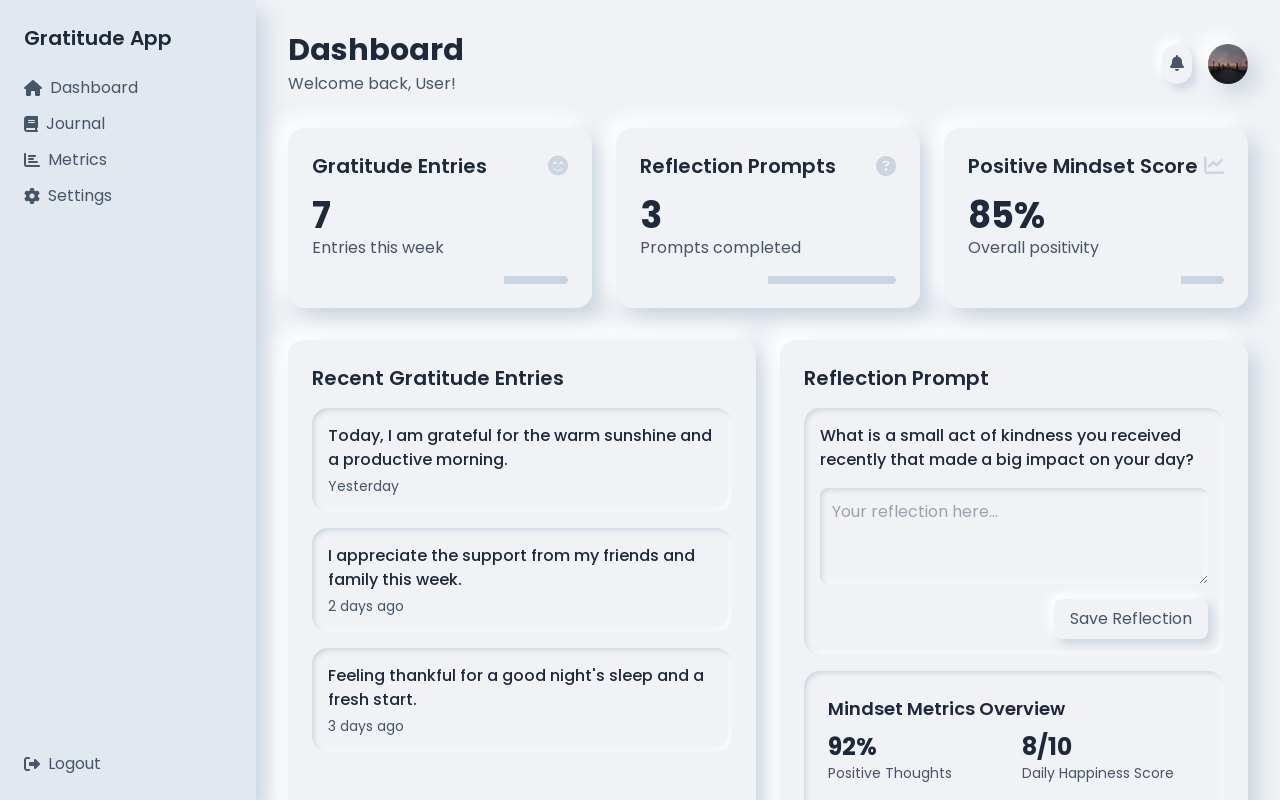 Gratitude App
Dashboard
Journal
Metrics
Settings
Logout
Dashboard
Welcome back, User!
Gratitude Entries
7
Entries this week
Reflection Prompts
3
Prompts completed
Positive Mindset Score
85%
Overall positivity
Recent Gratitude Entries
Today, I am grateful for the warm sunshine and
a productive morning.
Yesterday
I appreciate the support from my friends and
family this week.
2 days ago
Feeling thankful for a good night's sleep and a
fresh start.
3 days ago
Reflection Prompt
What is a small act of kindness you received
recently that made a big impact on your day?
Your reflection here...
Save Reflection
Mindset Metrics Overview
92%
Positive Thoughts
8/10
Daily Happiness Score